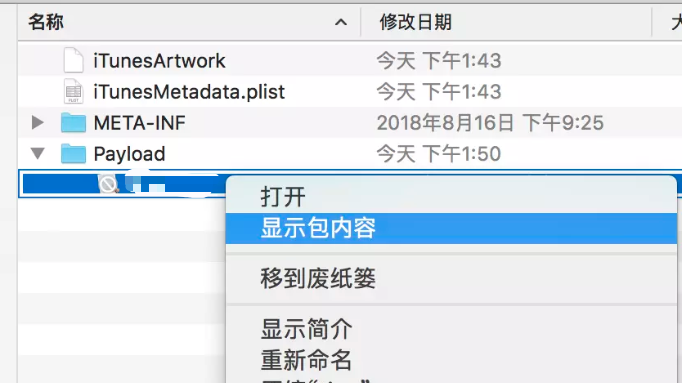 名称 修改日期
iTunesArtwork 今天 下午1:43
iTunesMetadata.plist 今天 下午1:43
META-INF 2018年8月16日 下午9:25
Payload 今天 下午1:50
打开
显示包内容
移到废纸篓
显示简介
重新命名